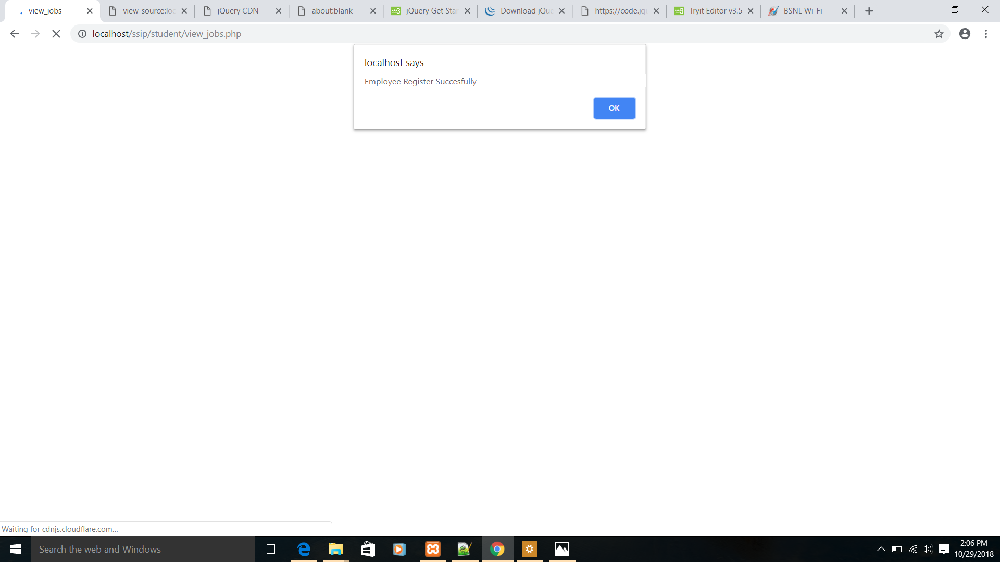 view_jobs
view-source:loc
jQuery CDN
about:blank
jQuery Get Star
Download jQue
https://code.jqu
Tryit Editor v3.5
BSNL Wi-Fi
localhost/ssip/student/view_jobs.php
localhost says
Employee Register Succesfully
OK
Waiting for cdnjs.cloudflare.com...
Search the web and Windows
2:06 PM
10/29/2018